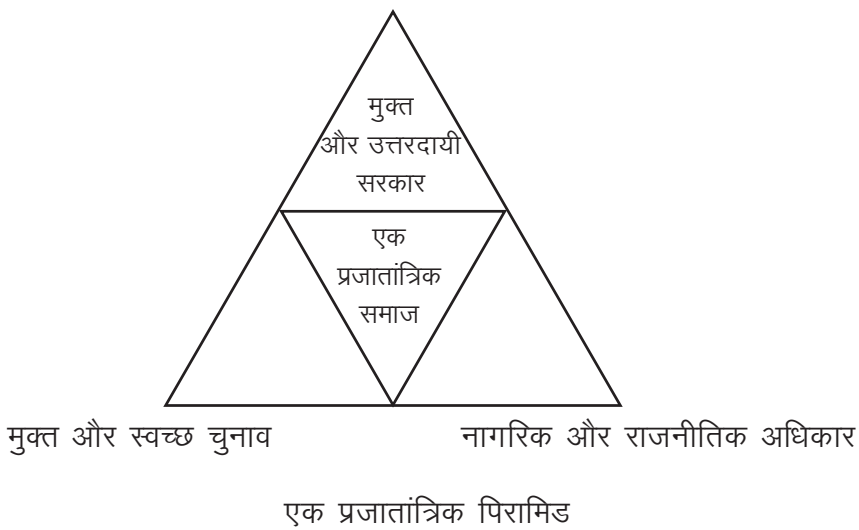 मुक्त
और उत्तरदायी
सरकार
एक
प्रजातांत्रिक
समाज
मुक्त और स्वच्छ चुनाव
नागरिक और राजनीतिक अधिकार
एक प्रजातांत्रिक पिरामिड